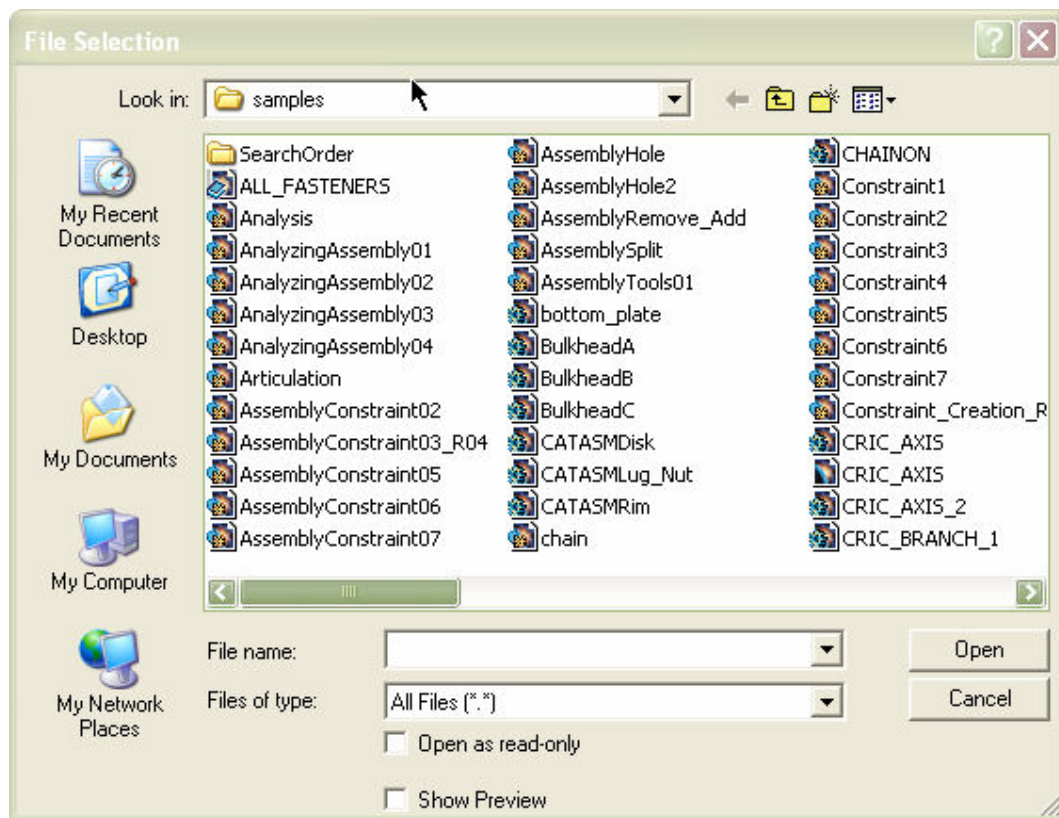 File Selection
Look in:
samples
My Recent
Documents
Desktop
My Documents
My Computer
My Network
Places
SearchOrder
ALL_FASTENERS
Analysis
AnalyzingAssembly01
AnalyzingAssembly02
AnalyzingAssembly03
AnalyzingAssembly04
Articulation
AssemblyConstraint02
AssemblyConstraint03_R04
AssemblyConstraint05
AssemblyConstraint06
AssemblyConstraint07
AssemblyHole
AssemblyHole2
AssemblyRemove_Add
AssemblySplit
AssemblyTools01
bottom_plate
BulkheadA
BulkheadB
BulkheadC
CATASMDisk
CATASMLug_Nut
CATASMRim
chain
CHAINON
Constraint1
Constraint2
Constraint3
Constraint4
Constraint5
Constraint6
Constraint7
Constraint_Creation_R
CRIC_AXIS
CRIC_AXIS
CRIC_AXIS_2
CRIC_BRANCH_1
File name:
Open
Files of type:
All Files (*.*)
Cancel
Open as read-only
Show Preview